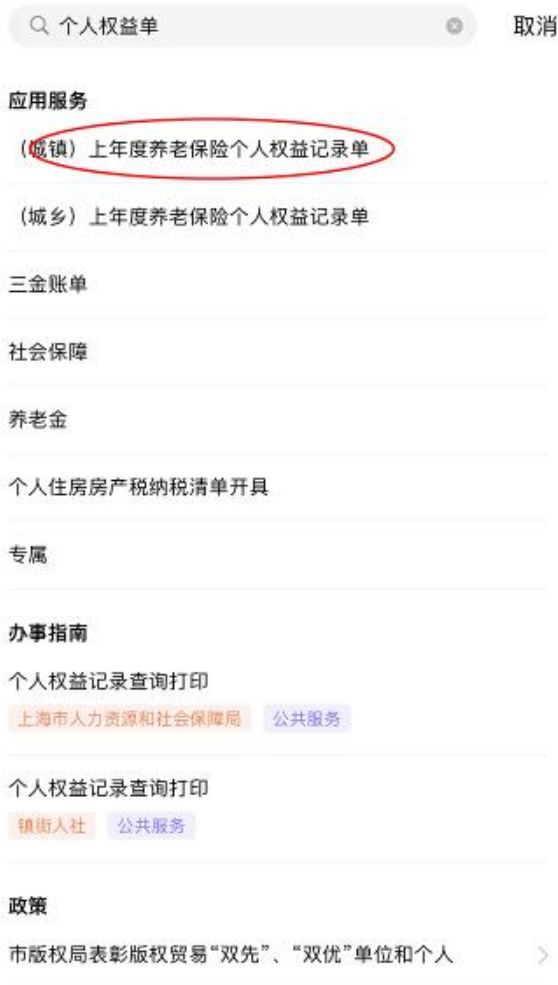 个人权益单
取消
应用服务
（城镇）上年度养老保险个人权益记录单
（城乡）上年度养老保险个人权益记录单
三金账单
社会保障
养老金
个人住房房产税纳税清单开具
专属
办事指南
个人权益记录查询打印
上海市人力资源和社会保障局 公共服务
个人权益记录查询打印
镇街人社 公共服务
政策
市版权局表彰版权贸易“双先”、“双优”单位和个人